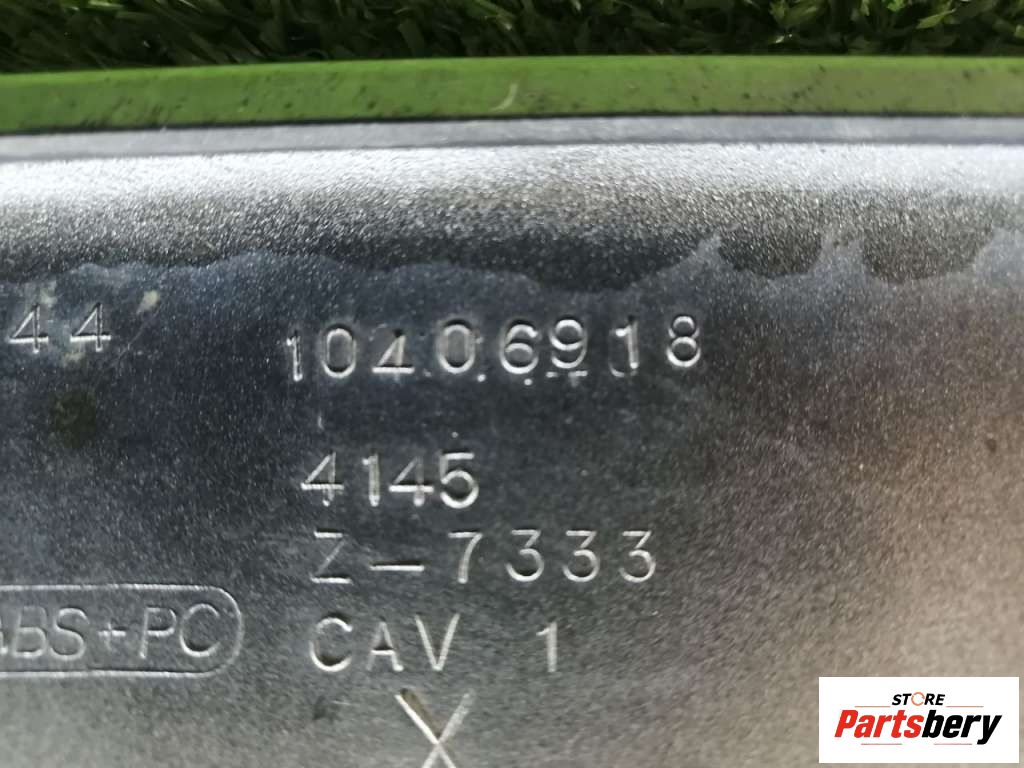 44
10406918
4145
Z-7333
ABS+PC
CAV 1
X
STORE
Partsbery